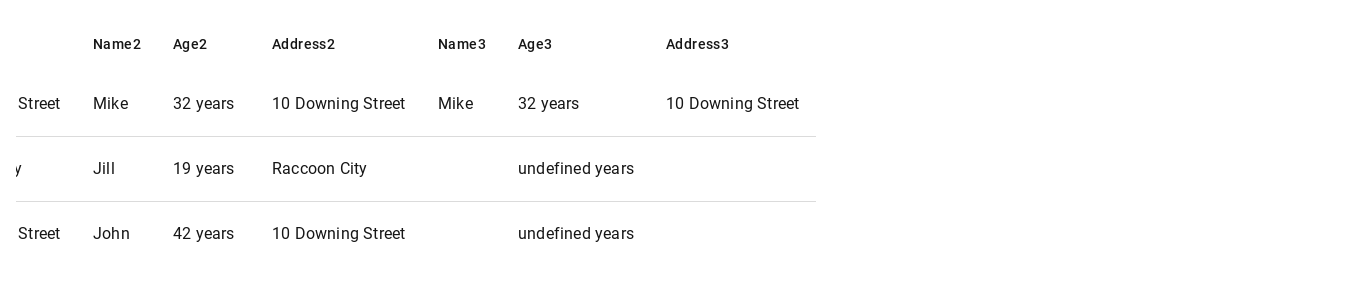 Name2 Age2 Address2 Name3 Age3 Address3
Street Mike 32 years 10 Downing Street Mike 32 years 10 Downing Street
y Jill 19 years Raccoon City undefined years
Street John 42 years 10 Downing Street undefined years